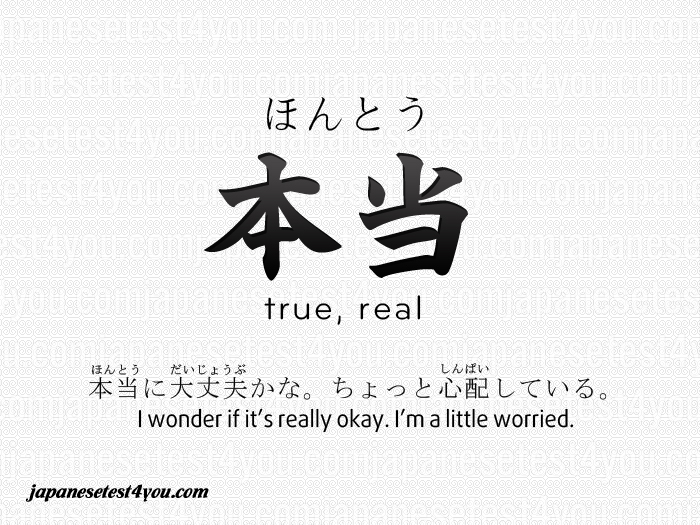 ほんとう
本当
true, real
ほんとう だいじょうぶ しんぱい
本当に大丈夫かな。ちょっと心配している。
I wonder if it's really okay. I'm a little worried.
japanesetest4you.com